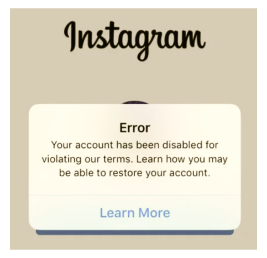 Instagram
Error
Your account has been disabled for
violating our terms. Learn how you may
be able to restore your account.
Learn More